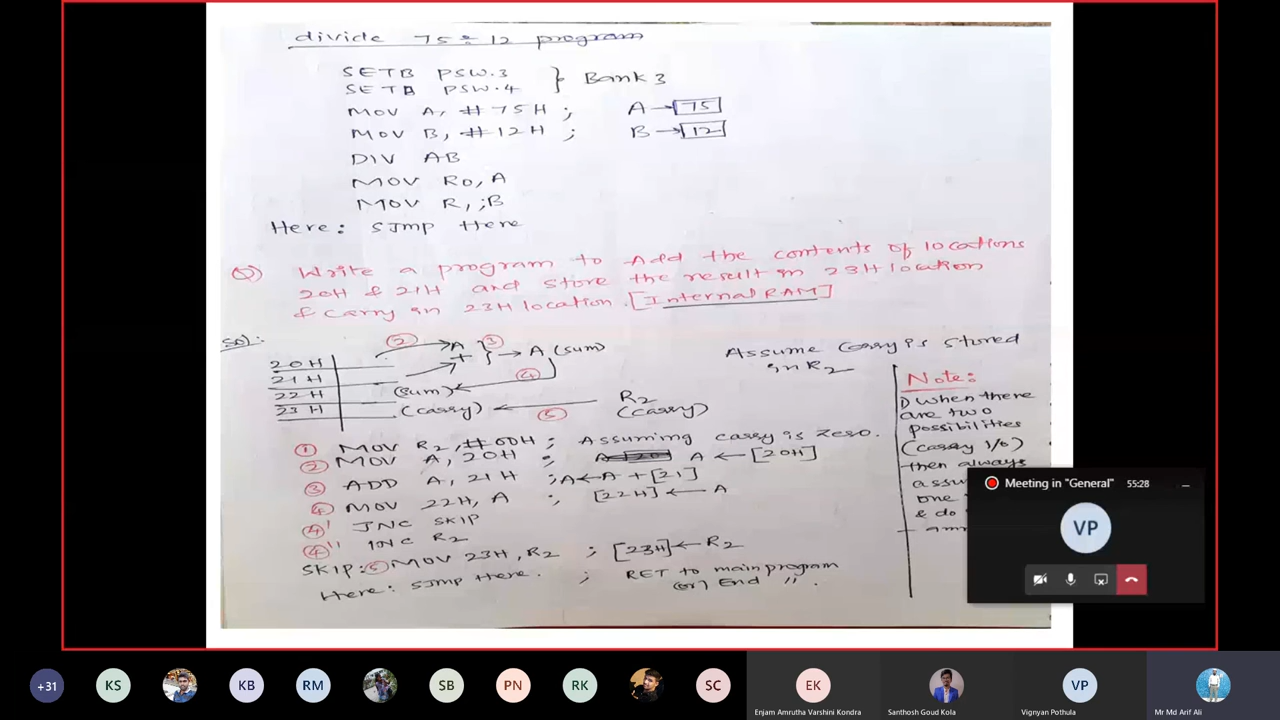 divide 75 ÷ 12 program
SETB PSW.3
SETB PSW.4
} Bank 3
MOV A, #75H ; A → 75
MOV B, #12H ; B → 12
DIV AB
MOV R0, A
MOV R, ;B
Here: SJMP Here
Q) Write a program to Add the contents of locations
20H & 21H and store the result in 23H location
& carry in 23H location. [Internal RAM]
Sol:
② A ③
+ } → A (sum)
20H
21H
④
22H (sum)
23H (carry)
⑤
R2
(carry)
Assume Carry is stored
in R2
① MOV R2, #00H ; Assuming carry is zero.
② MOV A, 20H ; A ← [20H]
③ ADD A, 21H ; A ← A + [21]
④ MOV 22H, A ; [22H] ← A
④' JNC SKIP
④'' INC R2
SKIP: ⑤ MOV 23H, R2 ; [23H] ← R2
Here: SJMP Here. ; RET to main program
(or) End ".
Note:
1) when there
are two
possibilities
(carry 1/0)
then always
one
& do
Meeting in "General" 55:28
VP
+31
KS
KB
RM
SB
PN
RK
SC
EK
VP
Enjam Amrutha Varshini Kondra
Santhosh Goud Kola
Vignyan Pothula
Mr Md Arif Ali